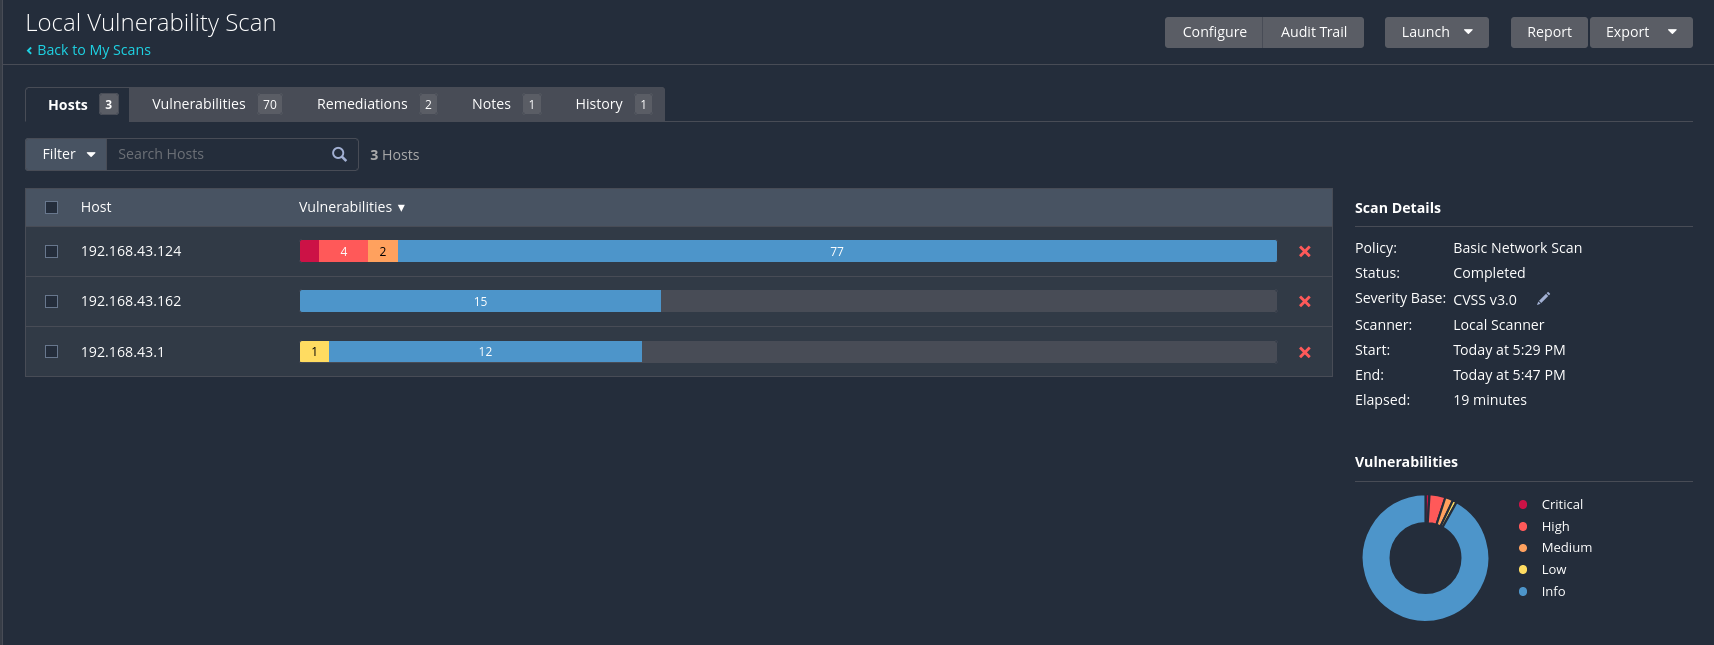 Local Vulnerability Scan
Back to My Scans
Configure Audit Trail Launch Report Export
Hosts 3 Vulnerabilities 70 Remediations 2 Notes 1 History 1
Filter Search Hosts 3 Hosts
Host Vulnerabilities
192.168.43.124 4 2 77
192.168.43.162 15
192.168.43.1 1 12
Scan Details
Policy: Basic Network Scan
Status: Completed
Severity Base: CVSS v3.0
Scanner: Local Scanner
Start: Today at 5:29 PM
End: Today at 5:47 PM
Elapsed: 19 minutes
Vulnerabilities
Critical
High
Medium
Low
Info